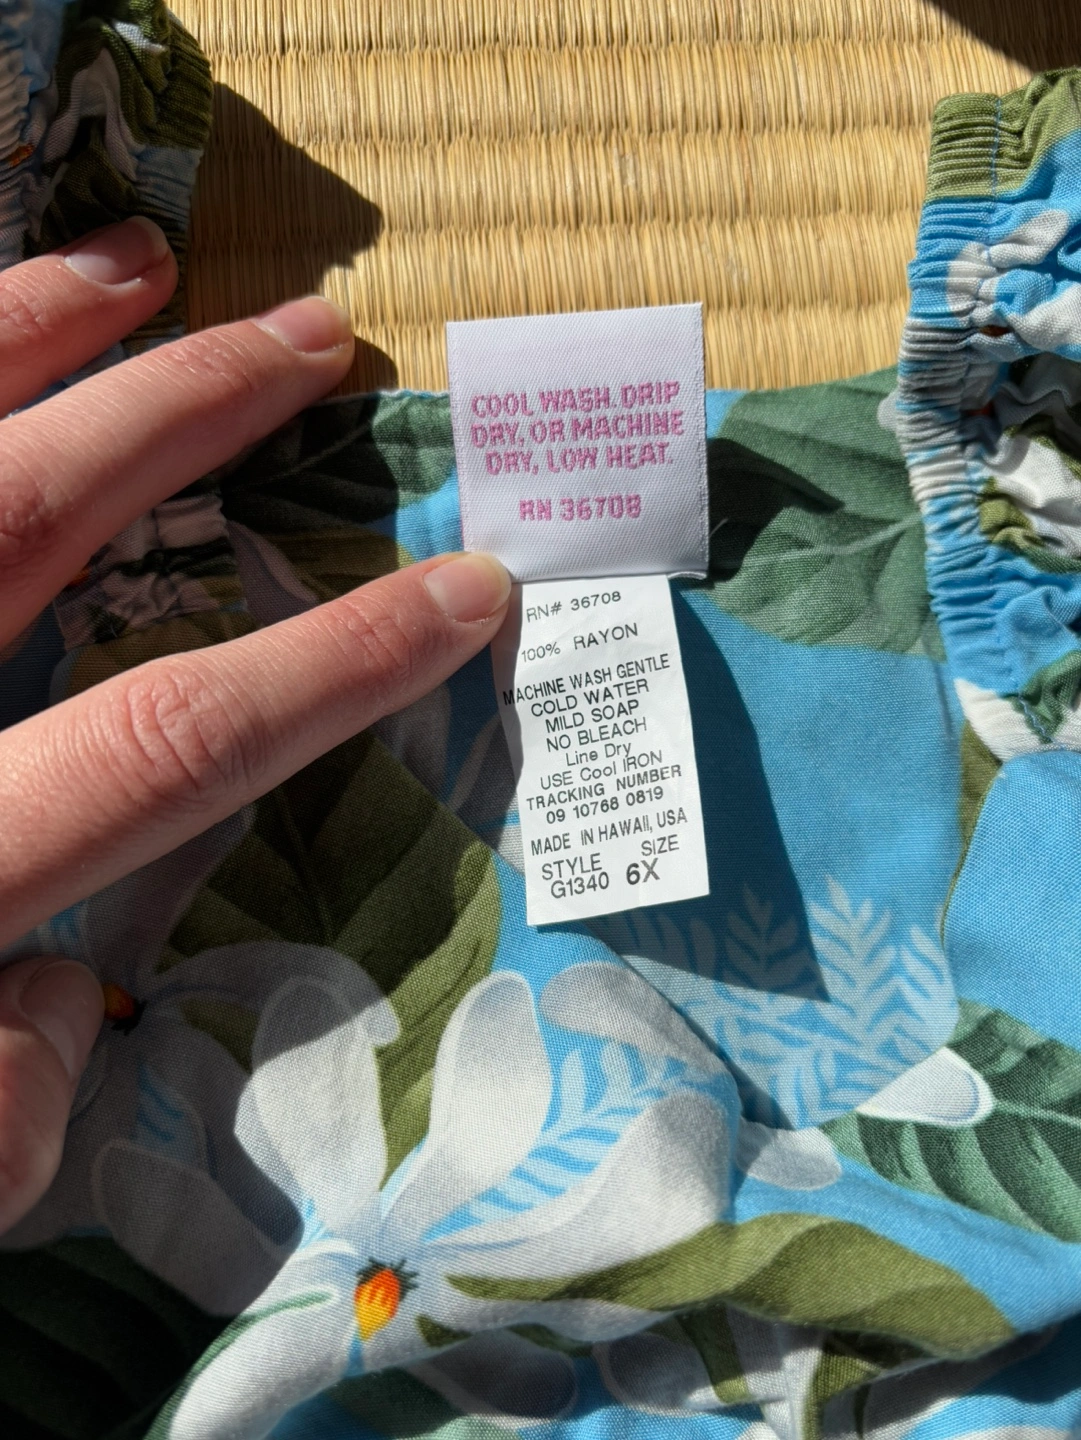 COOL WASH. DRIP
DRY, OR MACHINE
DRY, LOW HEAT.
RN 36708
RN# 36708
100% RAYON
MACHINE WASH GENTLE
COLD WATER
MILD SOAP
NO BLEACH
Line Dry
USE Cool IRON
TRACKING NUMBER
09 10768 0819
MADE IN HAWAII, USA
STYLE SIZE
G1340 6X